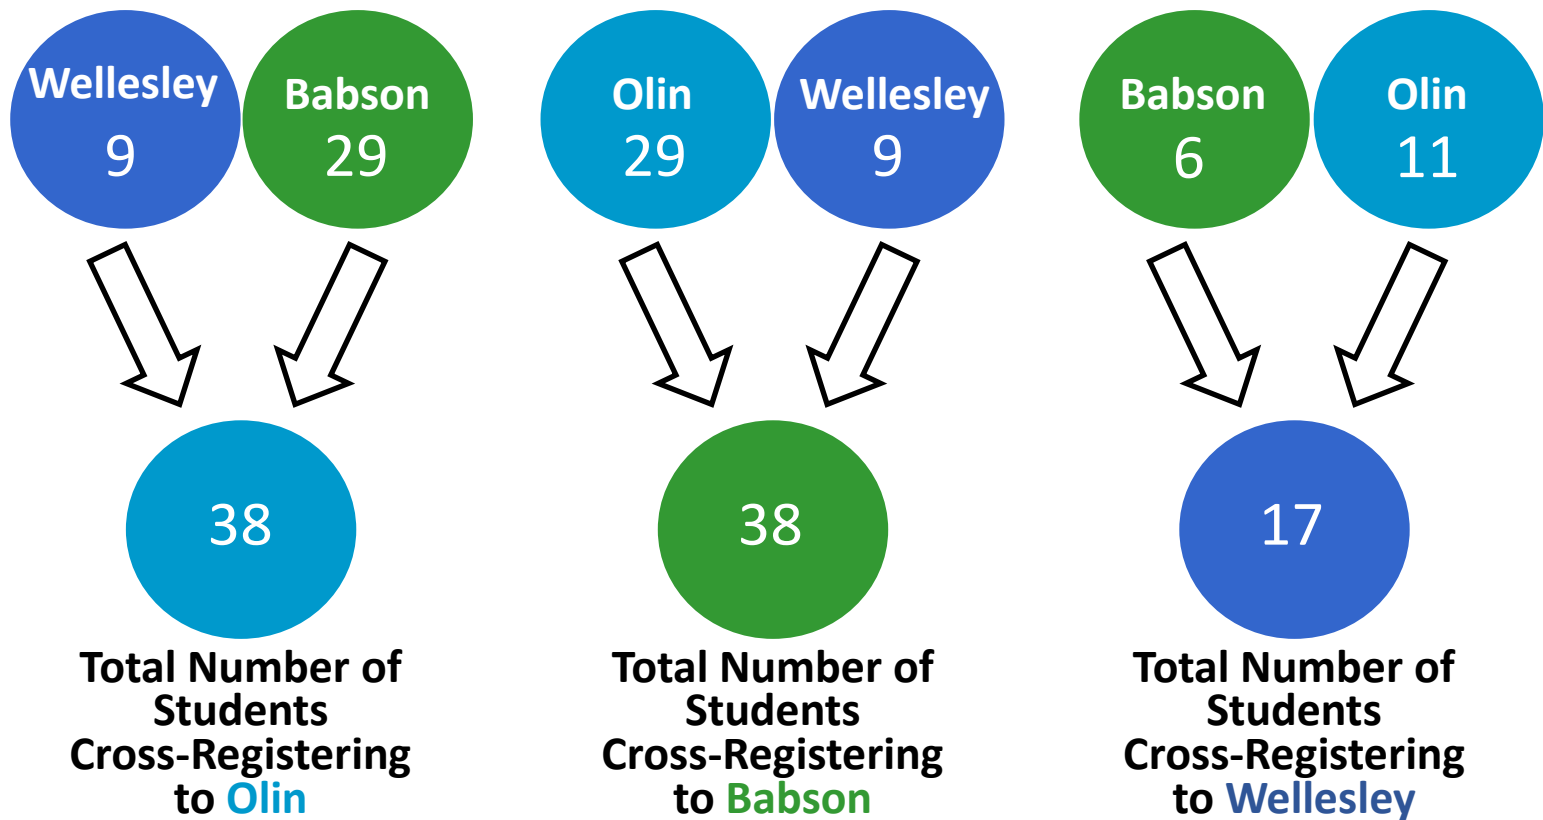 Wellesley
9
Babson
29
38
Total Number of
Students
Cross-Registering
to Olin
Olin
29
Wellesley
9
38
Total Number of
Students
Cross-Registering
to Babson
Babson
6
Olin
11
17
Total Number of
Students
Cross-Registering
to Wellesley